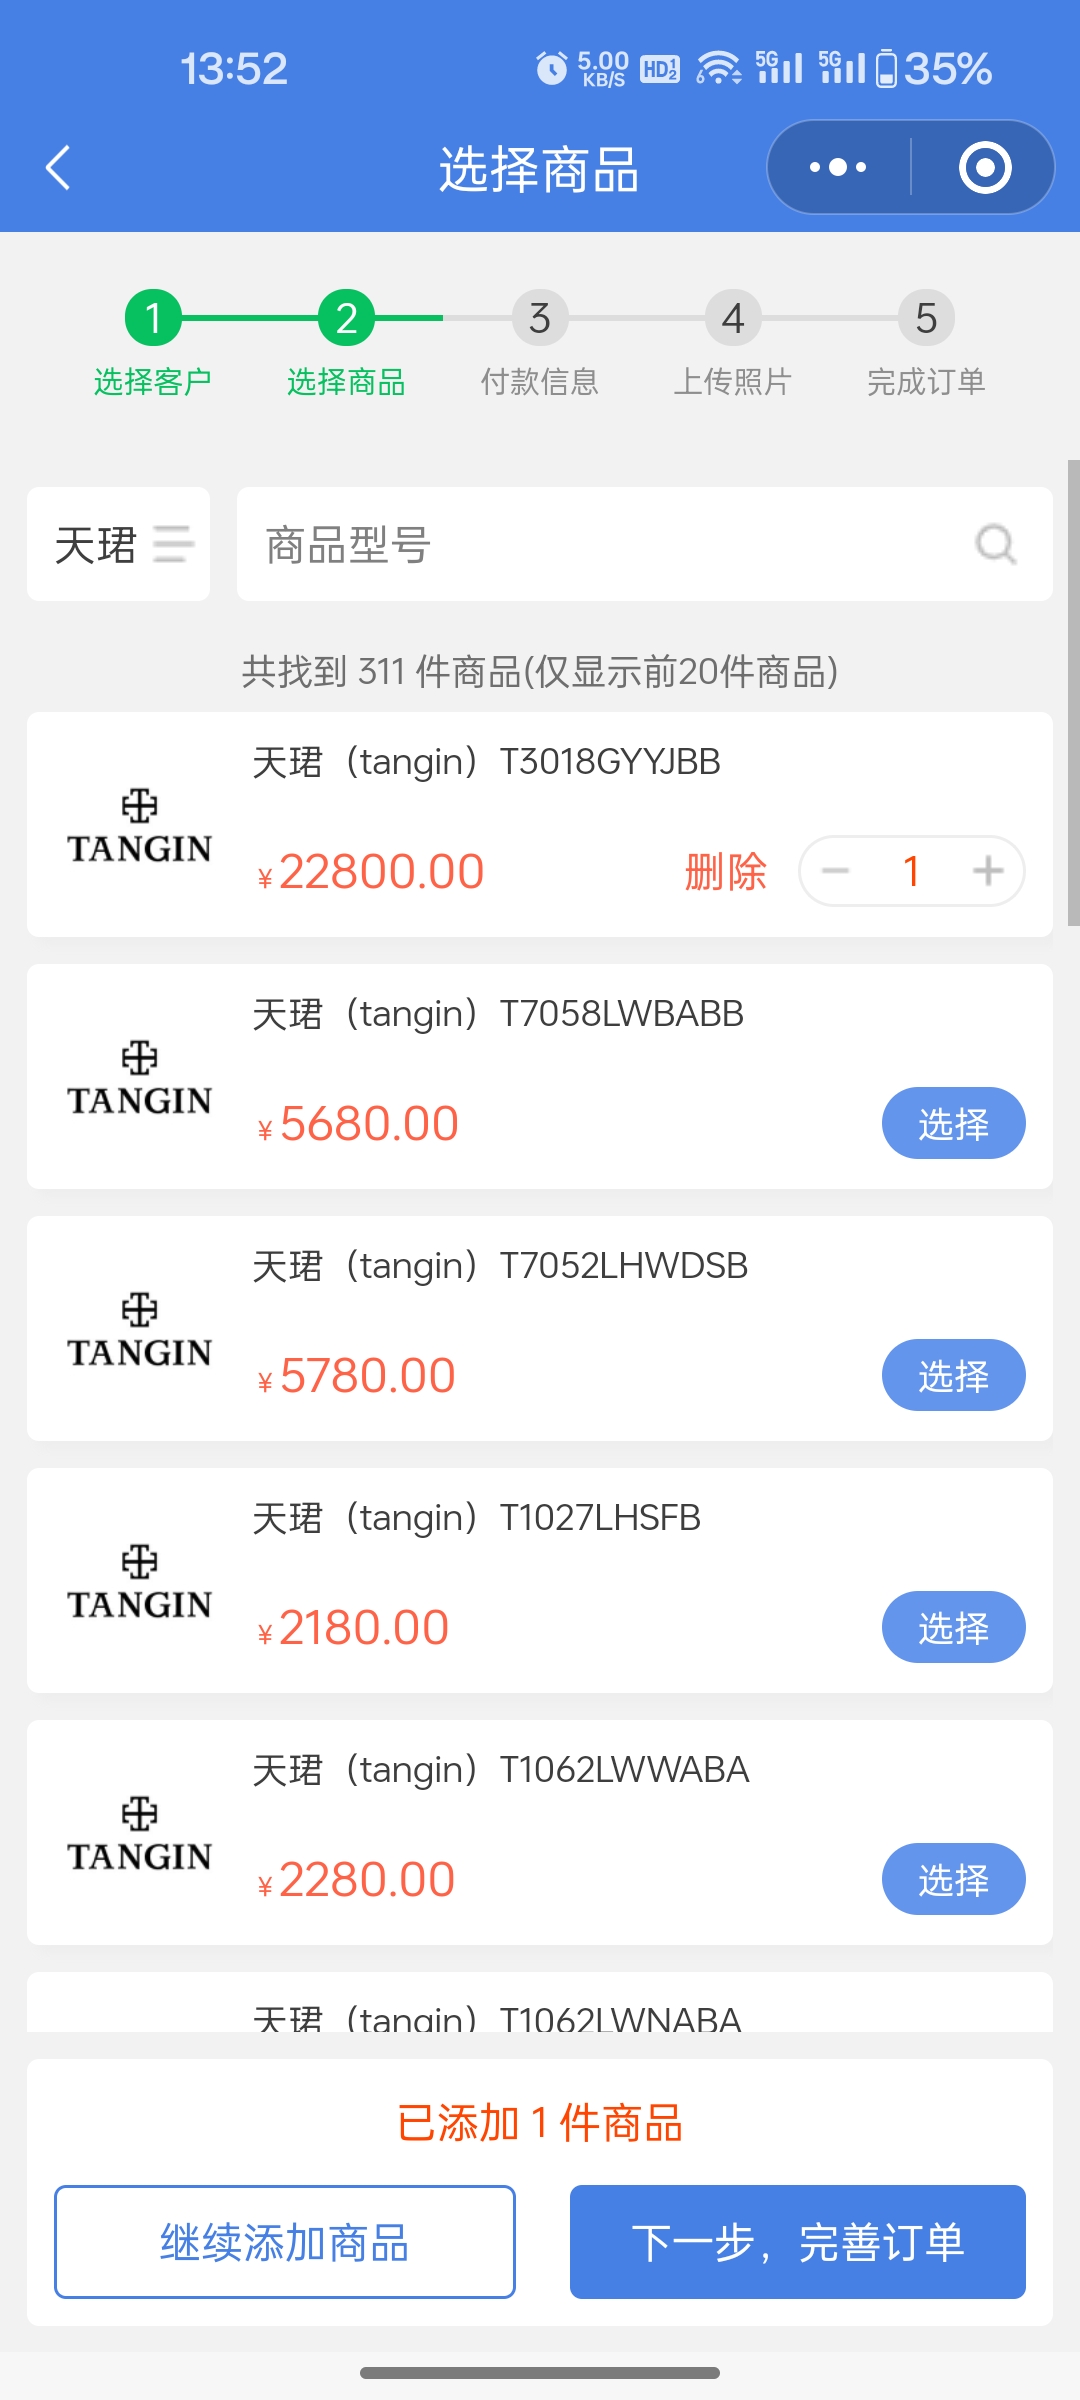 13:52
5.00 KB/S HD 1 2 6 5G 5G 35%
选择商品
1 2 3 4 5
选择客户 选择商品 付款信息 上传照片 完成订单
天珺 商品型号
共找到 311 件商品(仅显示前20件商品)
天珺（tangin）T3018GYYJBB
TANGIN
¥22800.00 删除 1
天珺（tangin）T7058LWBABB
TANGIN
¥5680.00 选择
天珺（tangin）T7052LHWDSB
TANGIN
¥5780.00 选择
天珺（tangin）T1027LHSFB
TANGIN
¥2180.00 选择
天珺（tangin）T1062LWWABA
TANGIN
¥2280.00 选择
天珺（tangin）T1062LWNABA
已添加 1 件商品
继续添加商品 下一步，完善订单